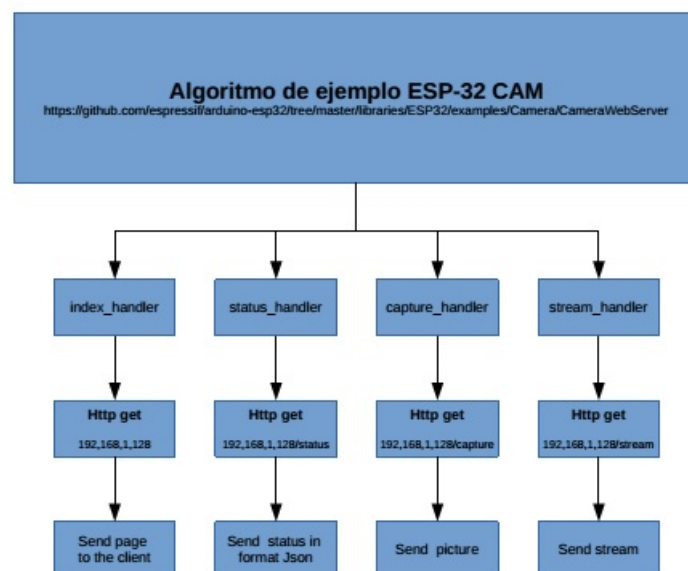 Algoritmo de ejemplo ESP-32 CAM
https://github.com/espressif/arduino-esp32/tree/master/libraries/ESP32/examples/Camera/CameraWebServer
index_handler
status_handler
capture_handler
stream_handler
Http get
192,168,1,128
Http get
192,168,1,128/status
Http get
192,168,1,128/capture
Http get
192,168,1,128/stream
Send page
to the client
Send status in
format Json
Send picture
Send stream